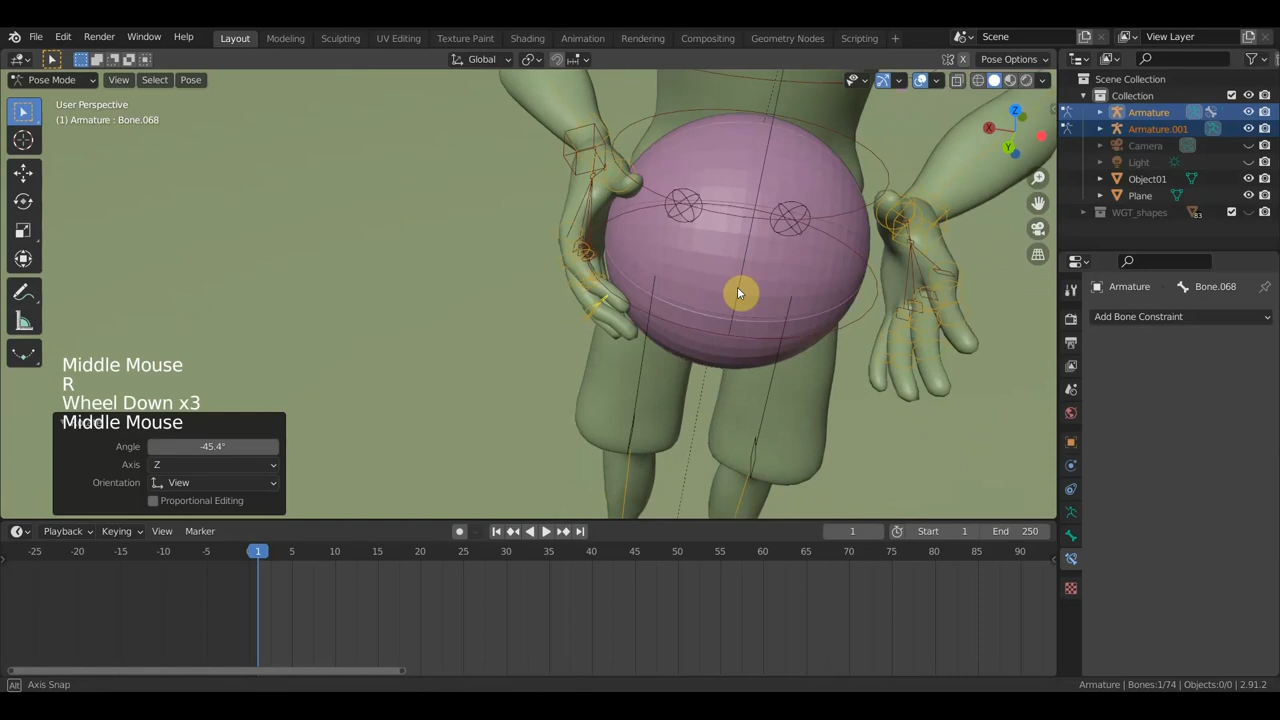 File Edit Render Window Help Layout Modeling Sculpting UV Editing Texture Paint Shading Animation Rendering Compositing Geometry Nodes Scripting + Scene View Layer
Global Pose Options
Pose Mode View Select Pose
User Perspective
(1) Armature : Bone.068
Z
X
Y
Scene Collection
Collection
Armature
Armature.001
Camera
Light
Object01
Plane
WGT_shapes 83
Armature Bone.068
Add Bone Constraint
Middle Mouse
R
Wheel Down x3
Middle Mouse
Angle -45.4°
Axis Z
Orientation View
Proportional Editing
Playback Keying View Marker 1 Start 1 End 250
-25 -20 -15 -10 -5 1 5 10 15 20 25 30 35 40 45 50 55 60 65 70 75 80 85 90
Alt Axis Snap Armature | Bones:1/74 | Objects:0/0 | 2.91.2